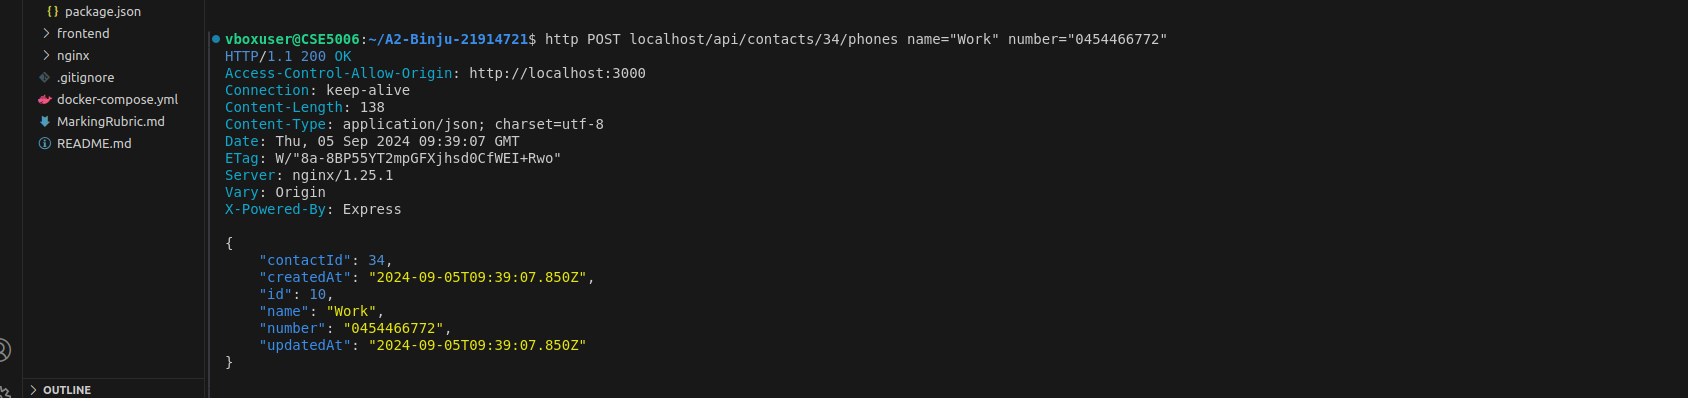 package.json
frontend
nginx
.gitignore
docker-compose.yml
MarkingRubric.md
README.md
OUTLINE
vboxuser@CSE5006:~/A2-Binju-21914721$ http POST localhost/api/contacts/34/phones name="Work" number="0454466772"
HTTP/1.1 200 OK
Access-Control-Allow-Origin: http://localhost:3000
Connection: keep-alive
Content-Length: 138
Content-Type: application/json; charset=utf-8
Date: Thu, 05 Sep 2024 09:39:07 GMT
ETag: W/"8a-8BP55YT2mpGFXjhsd0CfWEI+Rwo"
Server: nginx/1.25.1
Vary: Origin
X-Powered-By: Express
{
    "contactId": 34,
    "createdAt": "2024-09-05T09:39:07.850Z",
    "id": 10,
    "name": "Work",
    "number": "0454466772",
    "updatedAt": "2024-09-05T09:39:07.850Z"
}